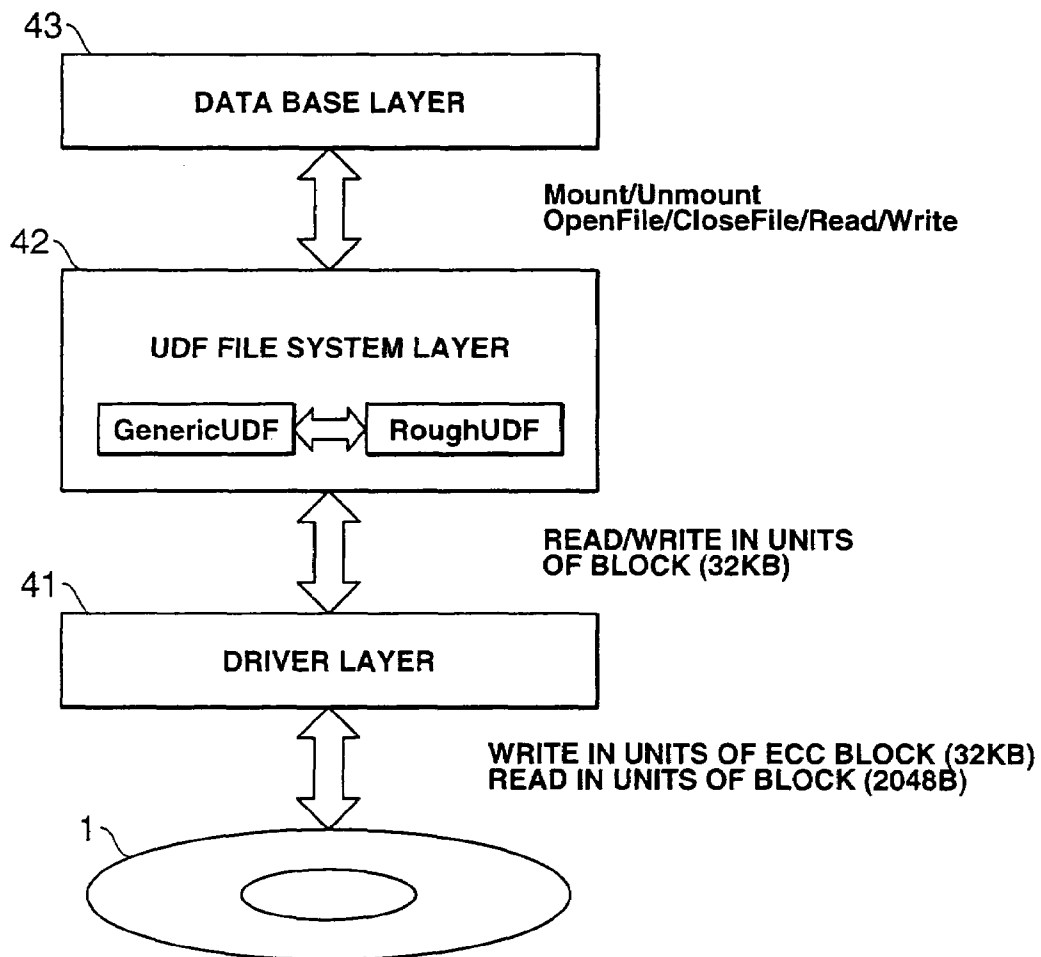 43
DATA BASE LAYER
Mount/Unmount
OpenFile/CloseFile/Read/Write
42
UDF FILE SYSTEM LAYER
GenericUDF
RoughUDF
READ/WRITE IN UNITS
OF BLOCK (32KB)
41
DRIVER LAYER
WRITE IN UNITS OF ECC BLOCK (32KB)
READ IN UNITS OF BLOCK (2048B)
1